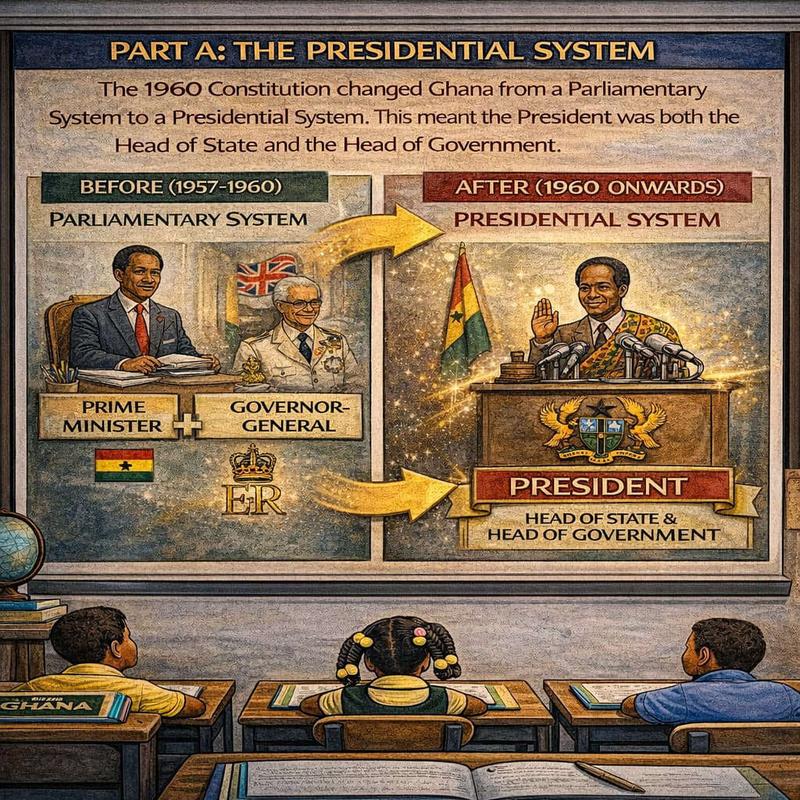 PART A: THE PRESIDENTIAL SYSTEM
The 1960 Constitution changed Ghana from a Parliamentary
System to a Presidential System. This meant the President was both the
Head of State and the Head of Government.
BEFORE (1957-1960)
PARLIAMENTARY SYSTEM
PRIME
MINISTER
GOVERNOR-
GENERAL
ER
AFTER (1960 ONWARDS)
PRESIDENTIAL SYSTEM
PRESIDENT
HEAD OF STATE &
HEAD OF GOVERNMENT
GHANA